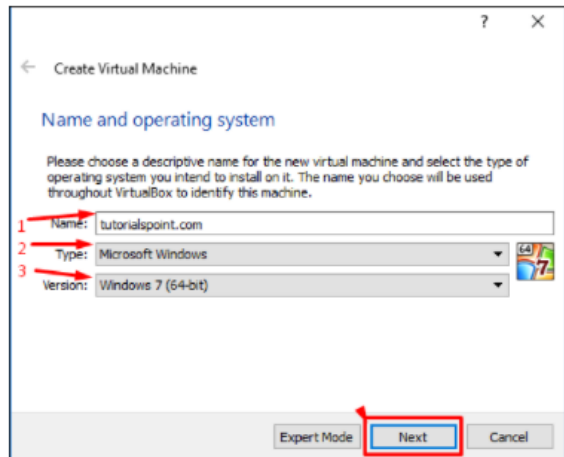 ?
Create Virtual Machine
Name and operating system
Please choose a descriptive name for the new virtual machine and select the type of
operating system you intend to install on it. The name you choose will be used
throughout VirtualBox to identify this machine.
1 Name: tutorialspoint.com
2 Type: Microsoft Windows
64 7
3 Version: Windows 7 (64-bit)
Expert Mode Next Cancel